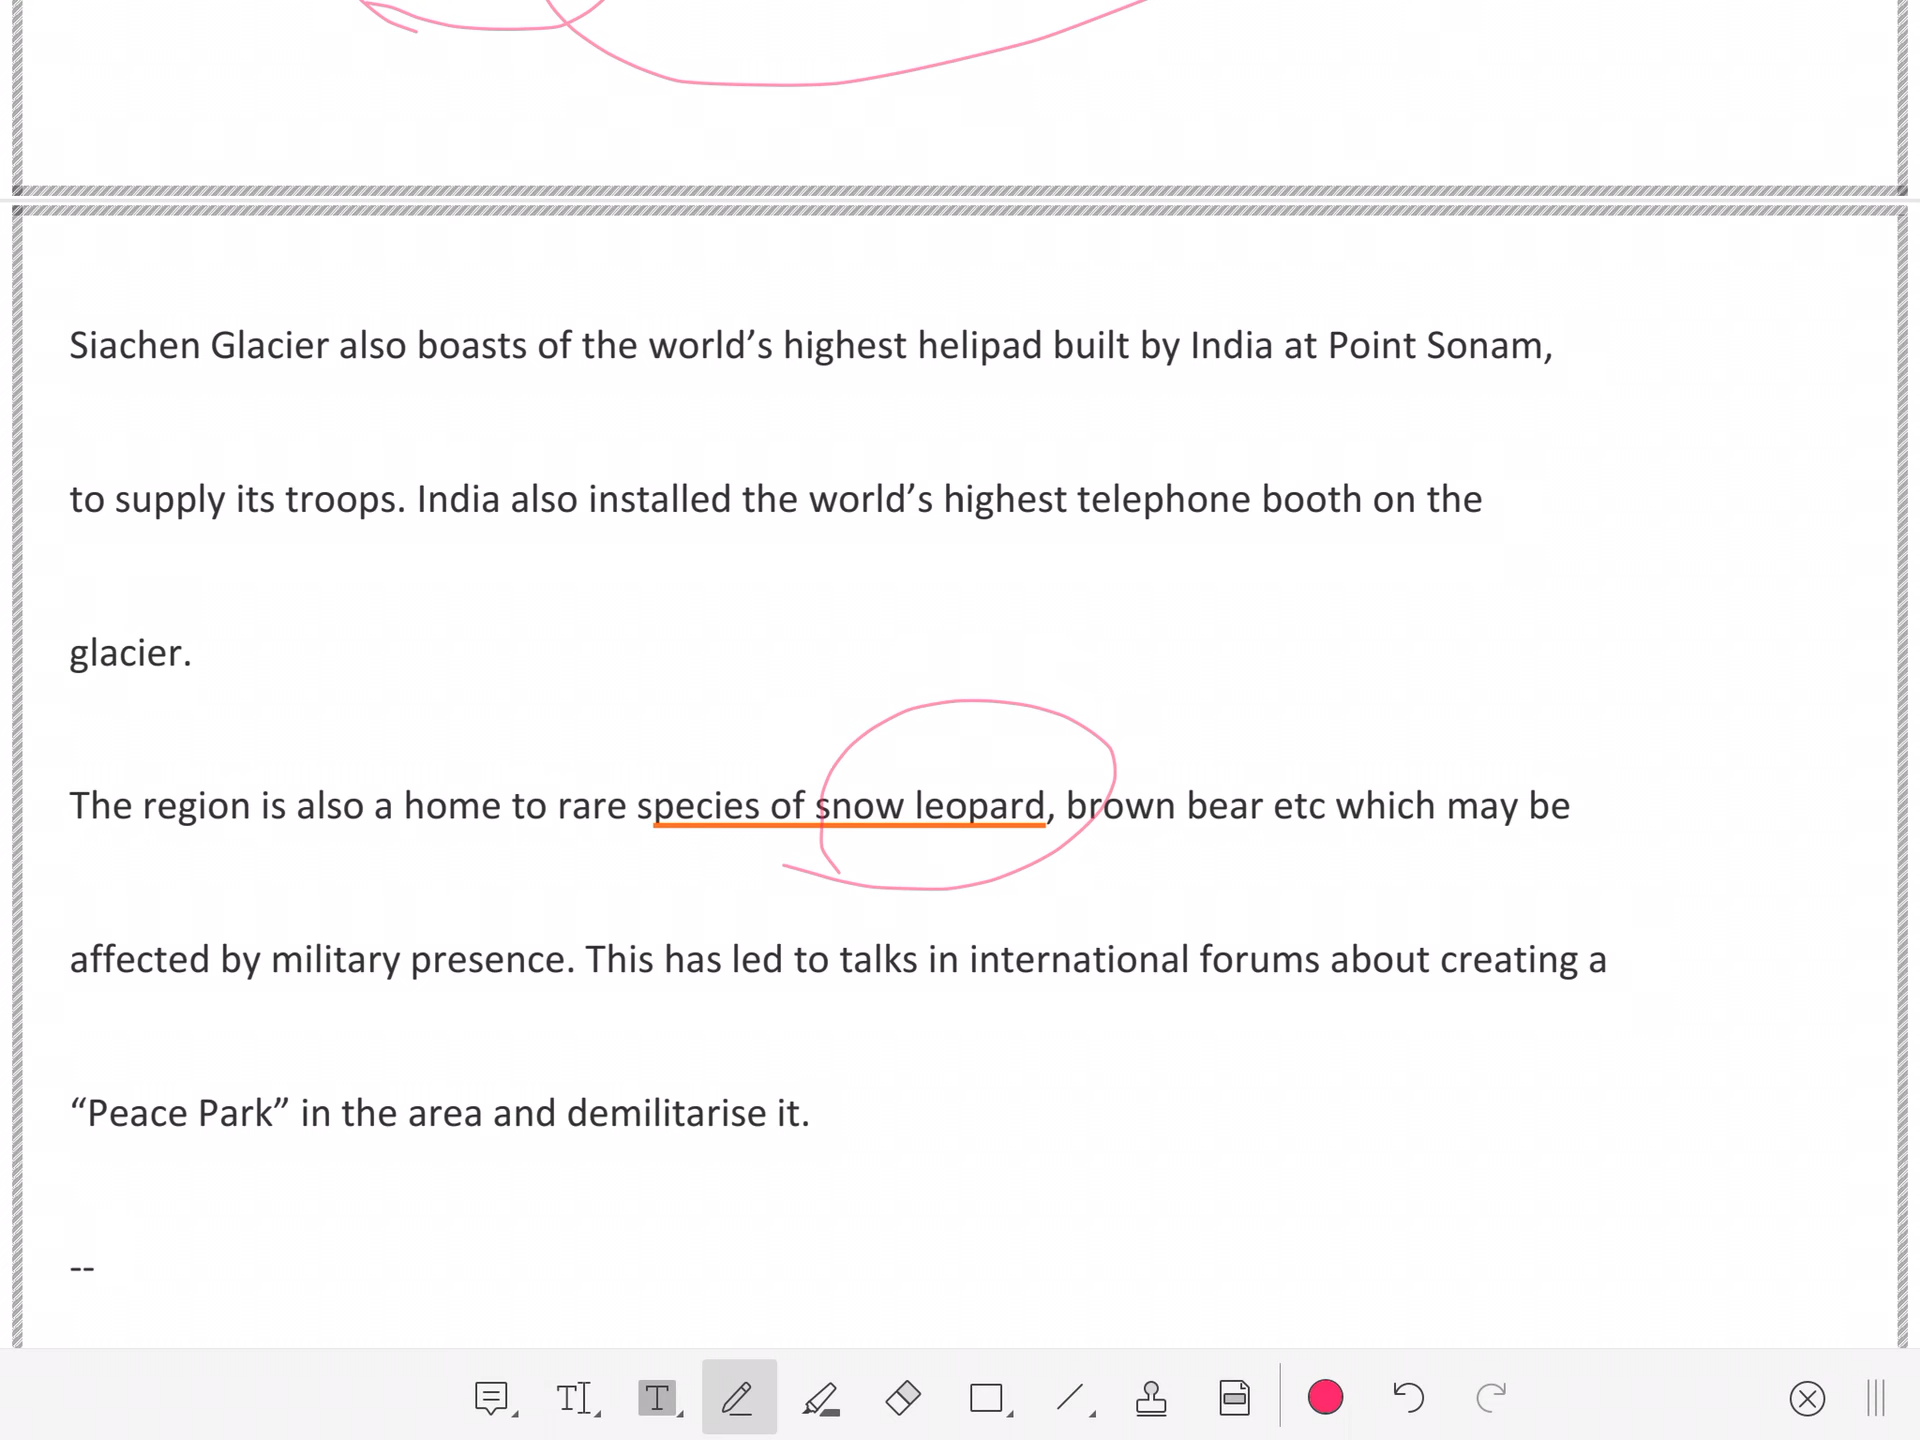 Siachen Glacier also boasts of the world’s highest helipad built by India at Point Sonam,
to supply its troops. India also installed the world’s highest telephone booth on the
glacier.
The region is also a home to rare species of snow leopard, brown bear etc which may be
affected by military presence. This has led to talks in international forums about creating a
“Peace Park” in the area and demilitarise it.
--